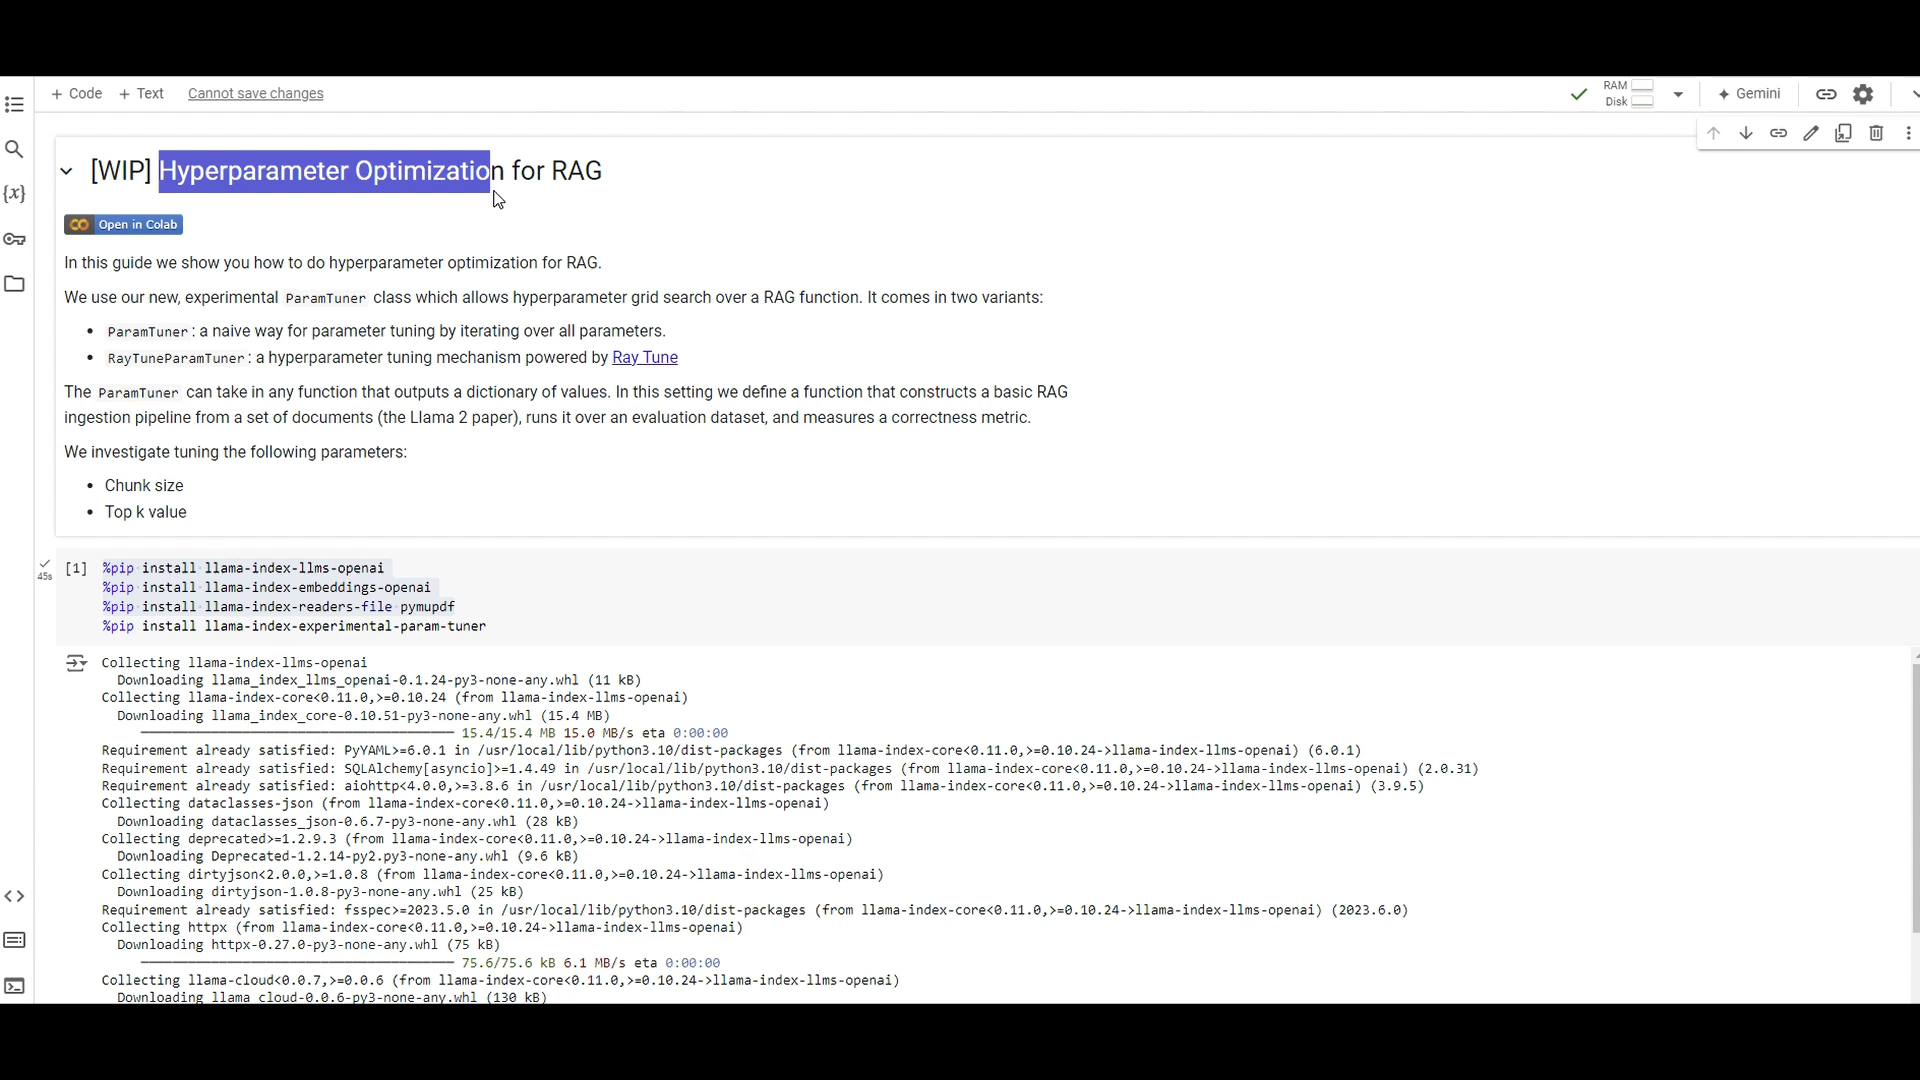 + Code + Text Cannot save changes
RAM
Disk
Gemini
[WIP] Hyperparameter Optimization for RAG
Open in Colab
In this guide we show you how to do hyperparameter optimization for RAG.
We use our new, experimental ParamTuner class which allows hyperparameter grid search over a RAG function. It comes in two variants:
• ParamTuner: a naive way for parameter tuning by iterating over all parameters.
• RayTuneParamTuner: a hyperparameter tuning mechanism powered by Ray Tune
The ParamTuner can take in any function that outputs a dictionary of values. In this setting we define a function that constructs a basic RAG
ingestion pipeline from a set of documents (the Llama 2 paper), runs it over an evaluation dataset, and measures a correctness metric.
We investigate tuning the following parameters:
• Chunk size
• Top k value
45s
[1] %pip install llama-index-llms-openai
%pip install llama-index-embeddings-openai
%pip install llama-index-readers-file pymupdf
%pip install llama-index-experimental-param-tuner
Collecting llama-index-llms-openai
Downloading llama_index_llms_openai-0.1.24-py3-none-any.whl (11 kB)
Collecting llama-index-core<0.11.0,>=0.10.24 (from llama-index-llms-openai)
Downloading llama_index_core-0.10.51-py3-none-any.whl (15.4 MB)
15.4/15.4 MB 15.0 MB/s eta 0:00:00
Requirement already satisfied: PyYAML>=6.0.1 in /usr/local/lib/python3.10/dist-packages (from llama-index-core<0.11.0,>=0.10.24->llama-index-llms-openai) (6.0.1)
Requirement already satisfied: SQLAlchemy[asyncio]>=1.4.49 in /usr/local/lib/python3.10/dist-packages (from llama-index-core<0.11.0,>=0.10.24->llama-index-llms-openai) (2.0.31)
Requirement already satisfied: aiohttp<4.0.0,>=3.8.6 in /usr/local/lib/python3.10/dist-packages (from llama-index-core<0.11.0,>=0.10.24->llama-index-llms-openai) (3.9.5)
Collecting dataclasses-json (from llama-index-core<0.11.0,>=0.10.24->llama-index-llms-openai)
Downloading dataclasses_json-0.6.7-py3-none-any.whl (28 kB)
Collecting deprecated>=1.2.9.3 (from llama-index-core<0.11.0,>=0.10.24->llama-index-llms-openai)
Downloading Deprecated-1.2.14-py2.py3-none-any.whl (9.6 kB)
Collecting dirtyjson<2.0.0,>=1.0.8 (from llama-index-core<0.11.0,>=0.10.24->llama-index-llms-openai)
Downloading dirtyjson-1.0.8-py3-none-any.whl (25 kB)
Requirement already satisfied: fsspec>=2023.5.0 in /usr/local/lib/python3.10/dist-packages (from llama-index-core<0.11.0,>=0.10.24->llama-index-llms-openai) (2023.6.0)
Collecting httpx (from llama-index-core<0.11.0,>=0.10.24->llama-index-llms-openai)
Downloading httpx-0.27.0-py3-none-any.whl (75 kB)
75.6/75.6 kB 6.1 MB/s eta 0:00:00
Collecting llama-cloud<0.0.7,>=0.0.6 (from llama-index-core<0.11.0,>=0.10.24->llama-index-llms-openai)
Downloading llama_cloud-0.0.6-py3-none-any.whl (130 kB)